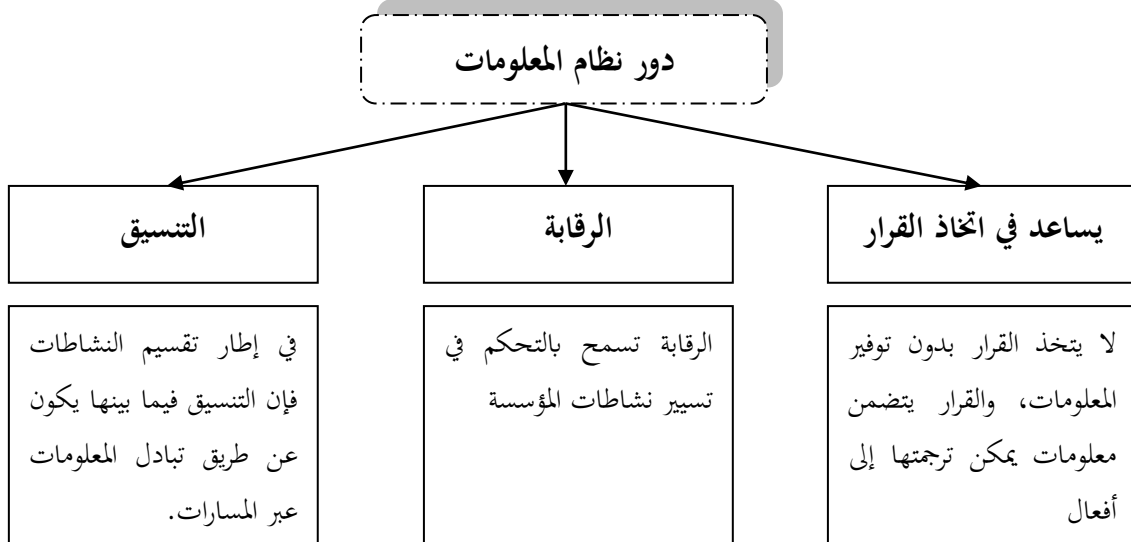 دور نظام المعلومات
يساعد في اتخاذ القرار
الرقابة
التنسيق
لا يتخذ القرار بدون توفير
المعلومات، والقرار يتضمن
معلومات يمكن ترجمتها إلى
أفعال
الرقابة تسمح بالتحكم في
تسيير نشاطات المؤسسة
في إطار تقسيم النشاطات
فإن التنسيق فيما بينها يكون
عن طريق تبادل المعلومات
عبر المسارات.